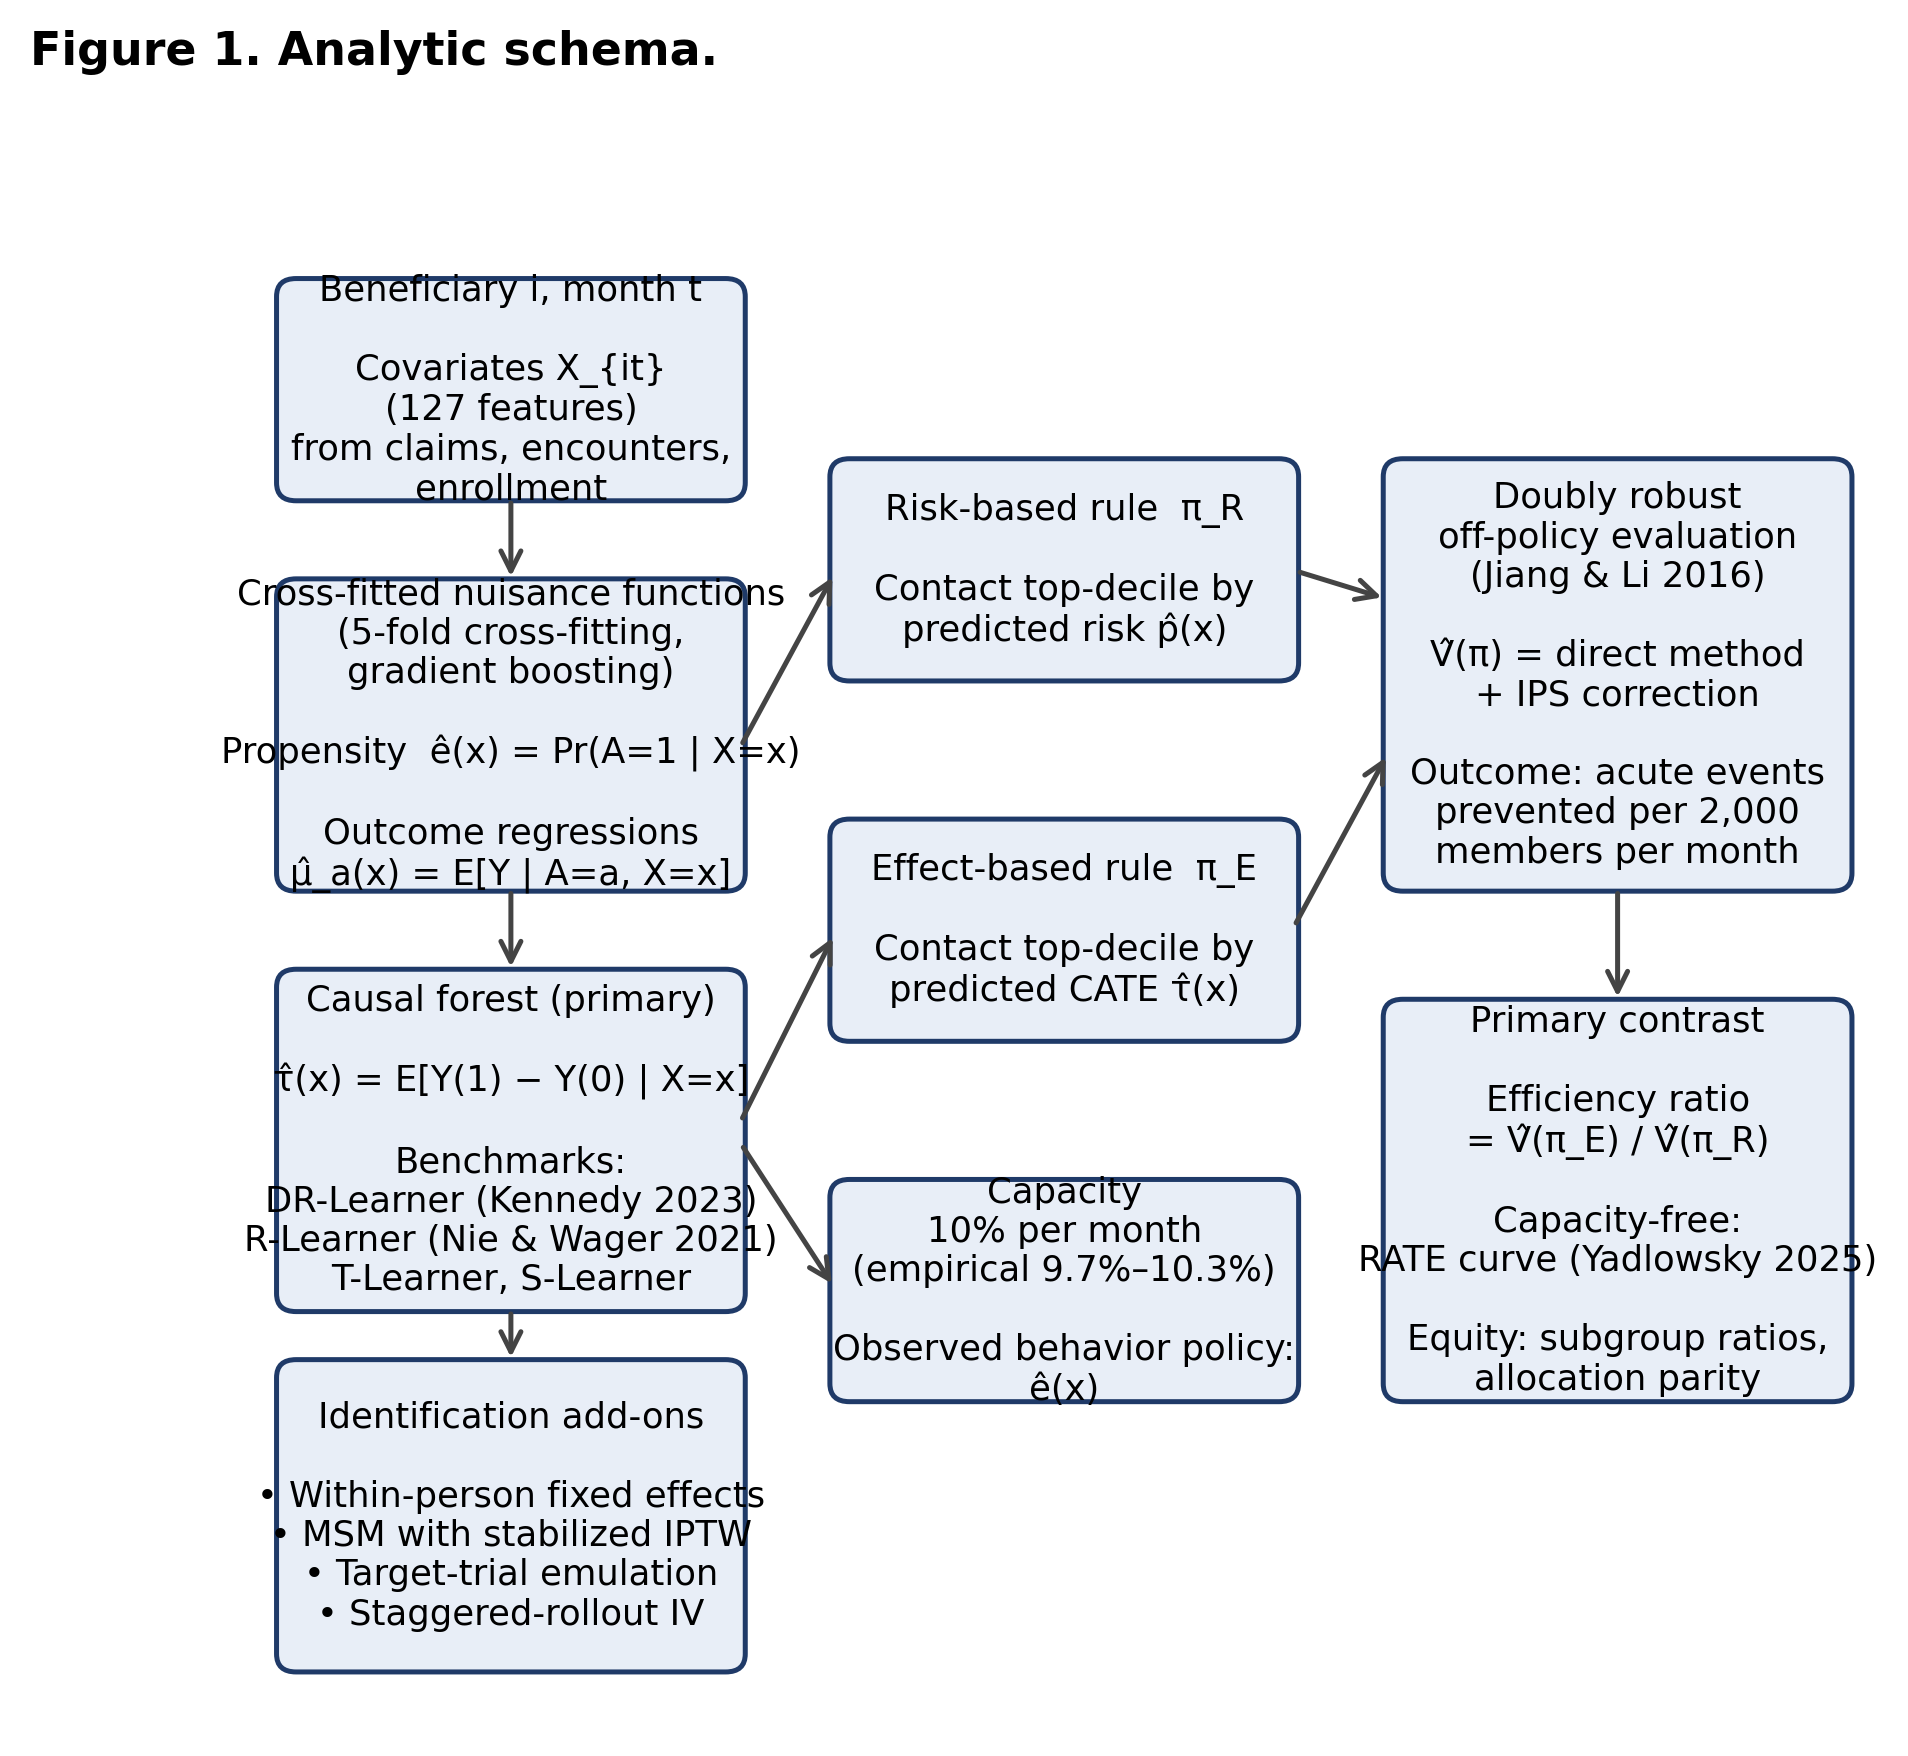 Figure 1. Analytic schema.
Beneficiary i, month t
Covariates X_{it}
(127 features)
from claims, encounters,
enrollment
Cross-fitted nuisance functions
(5-fold cross-fitting,
gradient boosting)
Propensity  ê(x) = Pr(A=1 | X=x)
Outcome regressions
μ̂_a(x) = E[Y | A=a, X=x]
Causal forest (primary)
τ̂(x) = E[Y(1) − Y(0) | X=x]
Benchmarks:
DR-Learner (Kennedy 2023)
R-Learner (Nie & Wager 2021)
T-Learner, S-Learner
Identification add-ons
• Within-person fixed effects
• MSM with stabilized IPTW
• Target-trial emulation
• Staggered-rollout IV
Risk-based rule  π_R
Contact top-decile by
predicted risk p̂(x)
Effect-based rule  π_E
Contact top-decile by
predicted CATE τ̂(x)
Capacity
10% per month
(empirical 9.7%–10.3%)
Observed behavior policy:
ê(x)
Doubly robust
off-policy evaluation
(Jiang & Li 2016)
V̂(π) = direct method
+ IPS correction
Outcome: acute events
prevented per 2,000
members per month
Primary contrast
Efficiency ratio
= V̂(π_E) / V̂(π_R)
Capacity-free:
RATE curve (Yadlowsky 2025)
Equity: subgroup ratios,
allocation parity